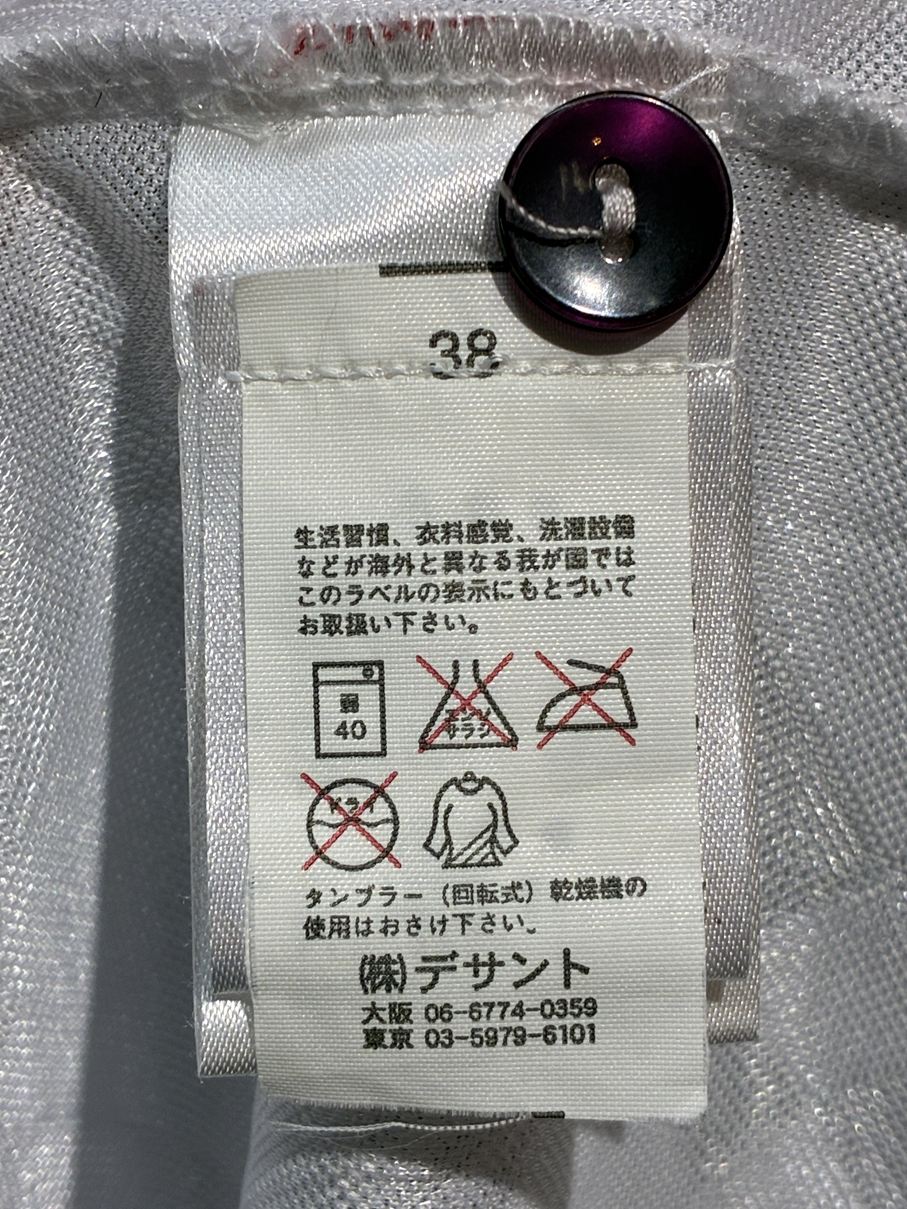 38
生活習慣、衣料感覚、洗濯設備
などが海外と異なる我が国では
このラベルの表示にもとづいて
お取扱い下さい。
弱
40
エンソ
サラシ
ドライ
タンブラー（回転式）乾燥機の
使用はおさけ下さい。
㈱デサント
大阪 06-6774-0359
東京 03-5979-6101